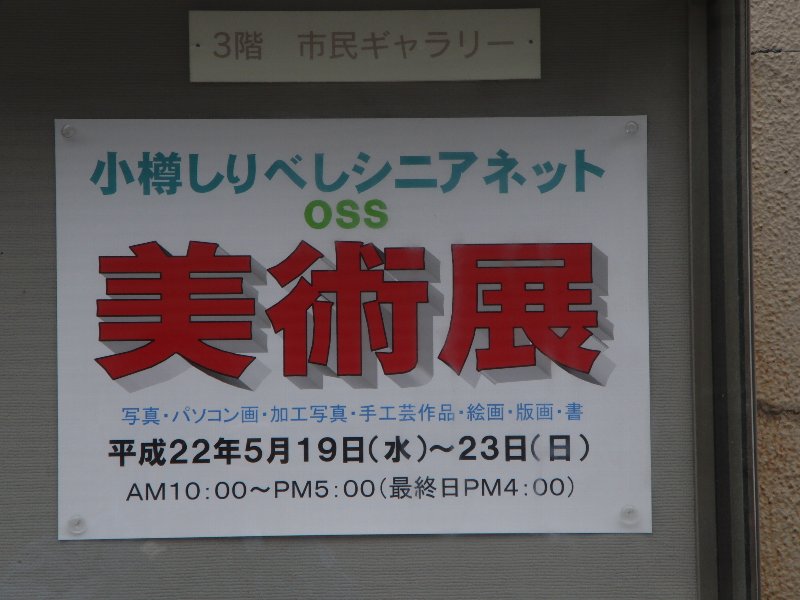 3階 市民ギャラリー
小樽しりべしシニアネット
OSS
美術展
写真・パソコン画・加工写真・手工芸作品・絵画・版画・書
平成22年5月19日(水)～23日(日)
AM10:00～PM5:00(最終日PM4:00)